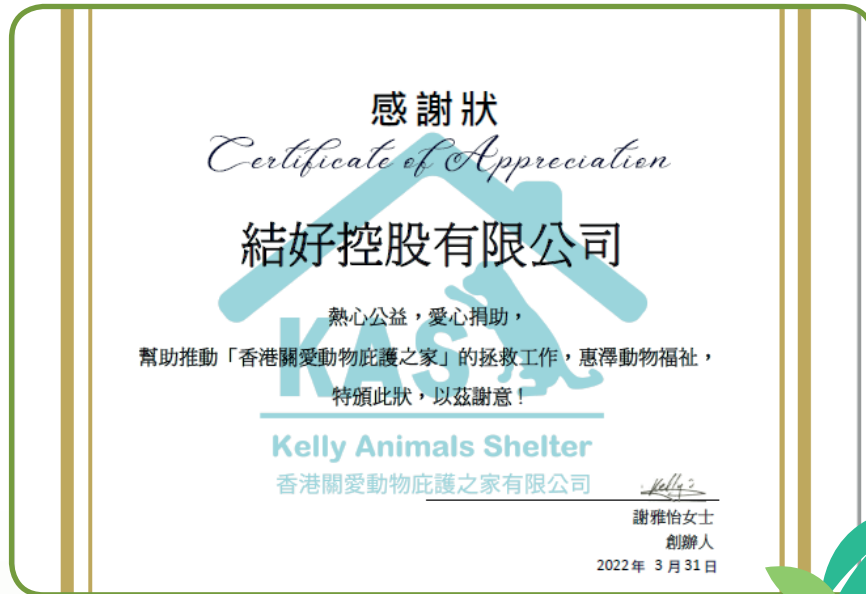 感謝狀
Certificate of Appreciation
結好控股有限公司
熱心公益，愛心捐助，
幫助推動「香港關愛動物庇護之家」的拯救工作，惠澤動物福祉，
特頒此狀，以茲謝意！
KAS
Kelly Animals Shelter
香港關愛動物庇護之家有限公司
Kelly
謝雅怡女士
創辦人
2022年 3月31日